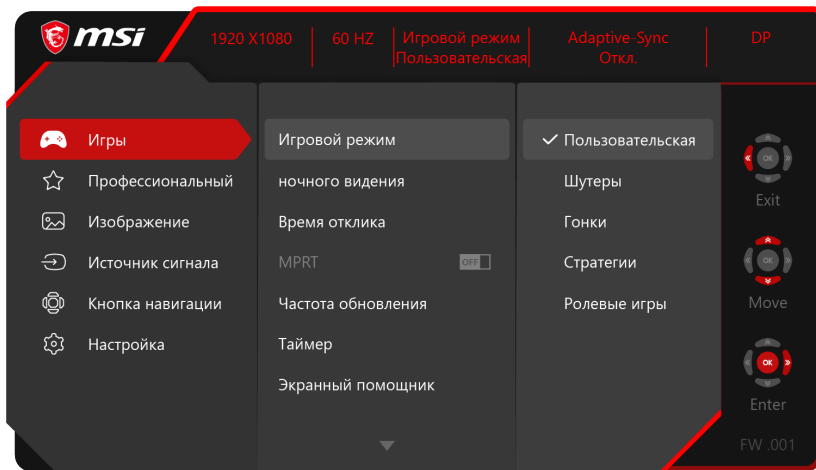 msi
1920 X1080
60 HZ
Игровой режим
Пользовательская
Adaptive-Sync
Откл.
DP
Игры
Профессиональный
Изображение
Источник сигнала
Кнопка навигации
Настройка
Игровой режим
ночного видения
Время отклика
MPRT
OFF
Частота обновления
Таймер
Экранный помощник
Пользовательская
Шутеры
Гонки
Стратегии
Ролевые игры
OK
Exit
OK
Move
OK
Enter
FW .001